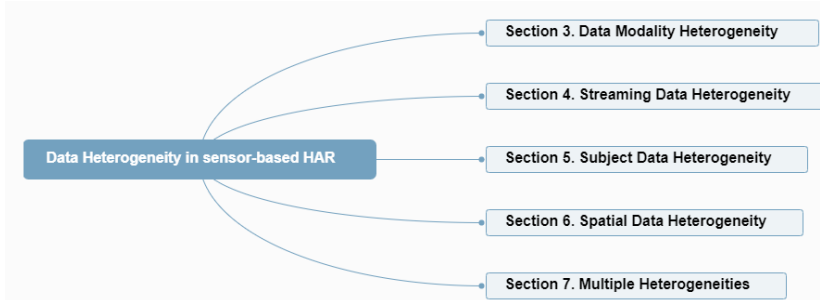 Section 3. Data Modality Heterogeneity
Section 4. Streaming Data Heterogeneity
Data Heterogeneity in sensor-based HAR
Section 5. Subject Data Heterogeneity
Section 6. Spatial Data Heterogeneity
Section 7. Multiple Heterogeneities